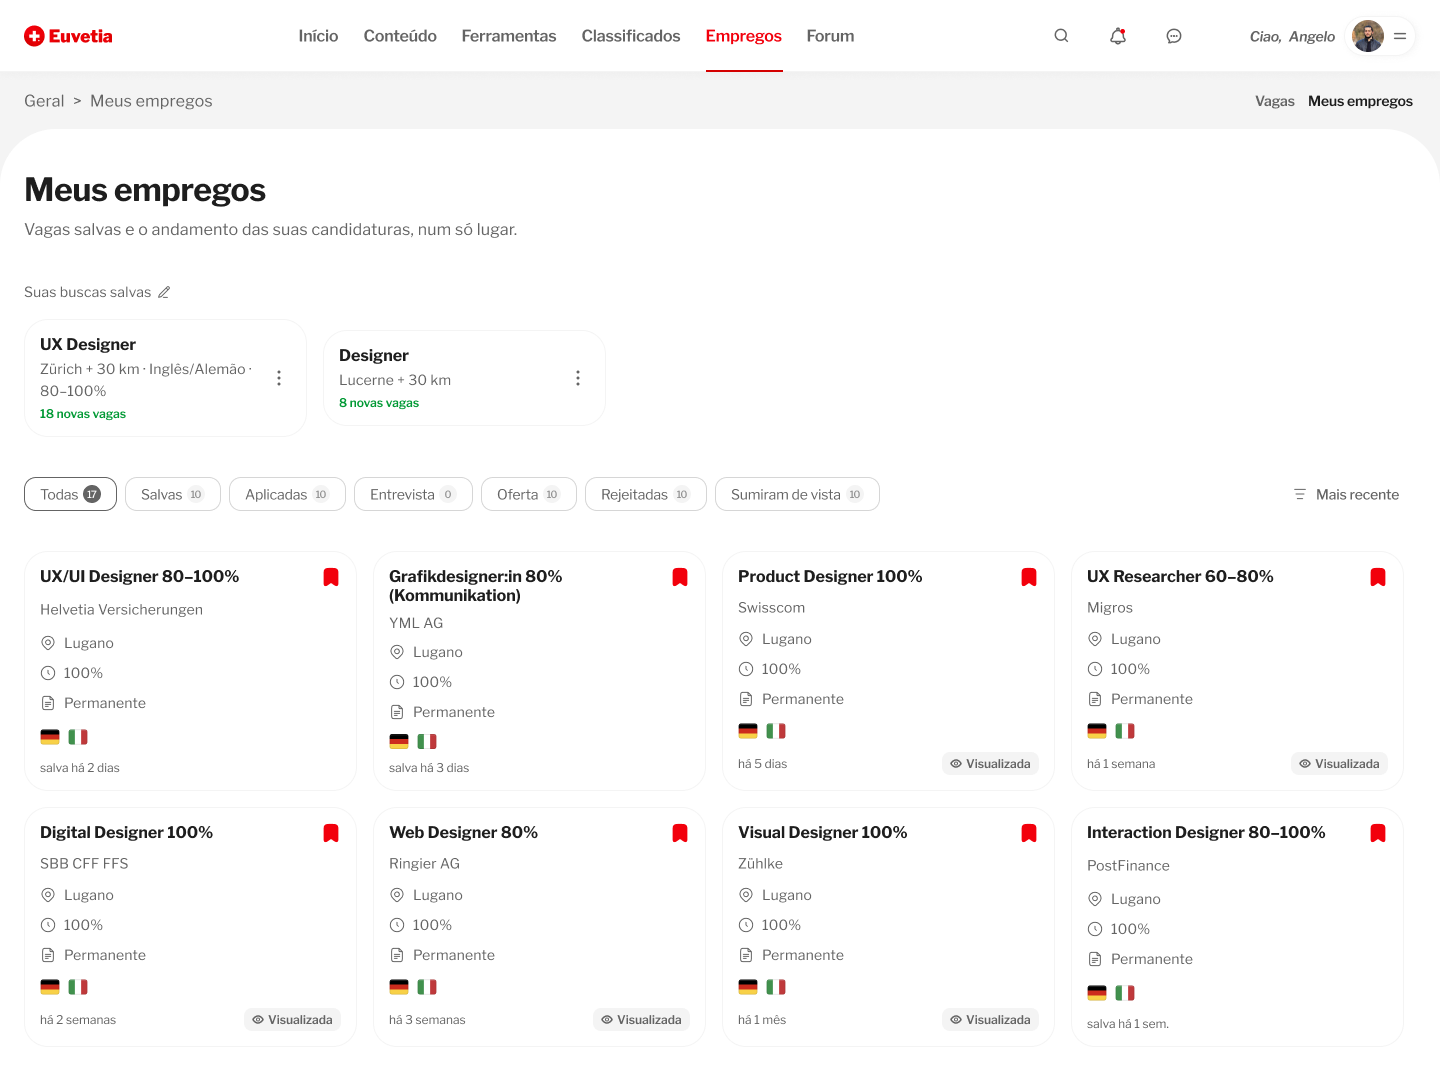 Euvetia
Início Conteúdo Ferramentas Classificados Empregos Forum
Ciao, Angelo
Geral > Meus empregos
Vagas Meus empregos
Meus empregos
Vagas salvas e o andamento das suas candidaturas, num só lugar.
Suas buscas salvas
UX Designer
Zürich + 30 km · Inglês/Alemão ·
80–100%
18 novas vagas
Designer
Lucerne + 30 km
8 novas vagas
Todas 17 Salvas 10 Aplicadas 10 Entrevista 0 Oferta 10 Rejeitadas 10 Sumiram de vista 10
Mais recente
UX/UI Designer 80–100%
Helvetia Versicherungen
Lugano
100%
Permanente
salva há 2 dias
Grafikdesigner:in 80%
(Kommunikation)
YML AG
Lugano
100%
Permanente
salva há 3 dias
Product Designer 100%
Swisscom
Lugano
100%
Permanente
há 5 dias Visualizada
UX Researcher 60–80%
Migros
Lugano
100%
Permanente
há 1 semana Visualizada
Digital Designer 100%
SBB CFF FFS
Lugano
100%
Permanente
há 2 semanas Visualizada
Web Designer 80%
Ringier AG
Lugano
100%
Permanente
há 3 semanas Visualizada
Visual Designer 100%
Zühlke
Lugano
100%
Permanente
há 1 mês Visualizada
Interaction Designer 80–100%
PostFinance
Lugano
100%
Permanente
salva há 1 sem.